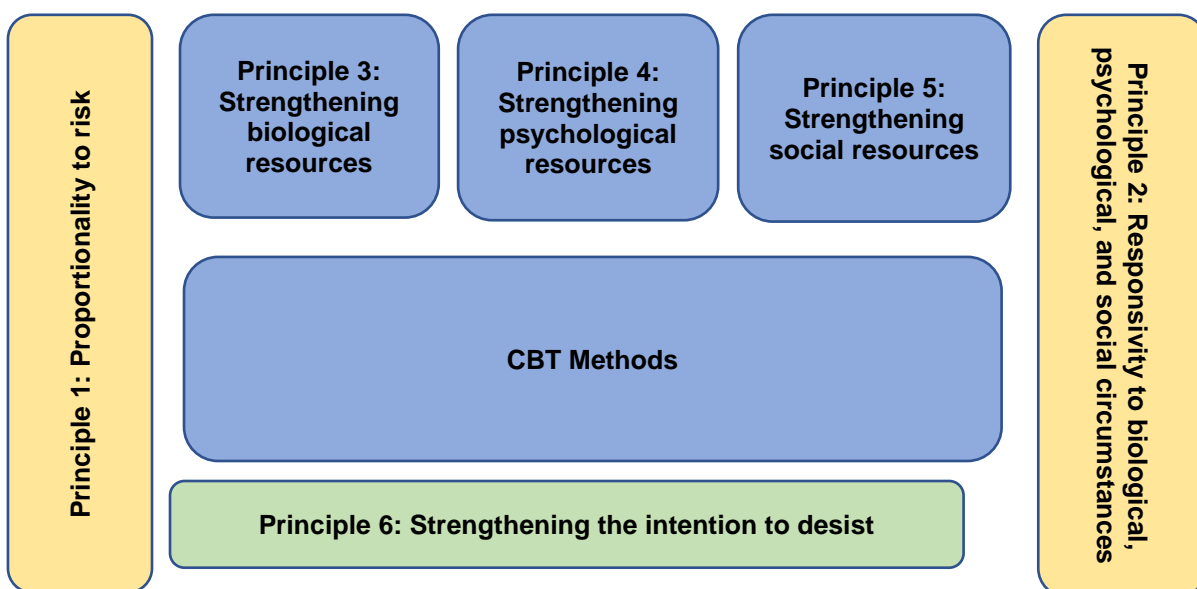 Principle 1: Proportionality to risk
Principle 3:
Strengthening
biological
resources
Principle 4:
Strengthening
psychological
resources
Principle 5:
Strengthening
social resources
CBT Methods
Principle 6: Strengthening the intention to desist
Principle 2: Responsivity to biological,
psychological, and social circumstances